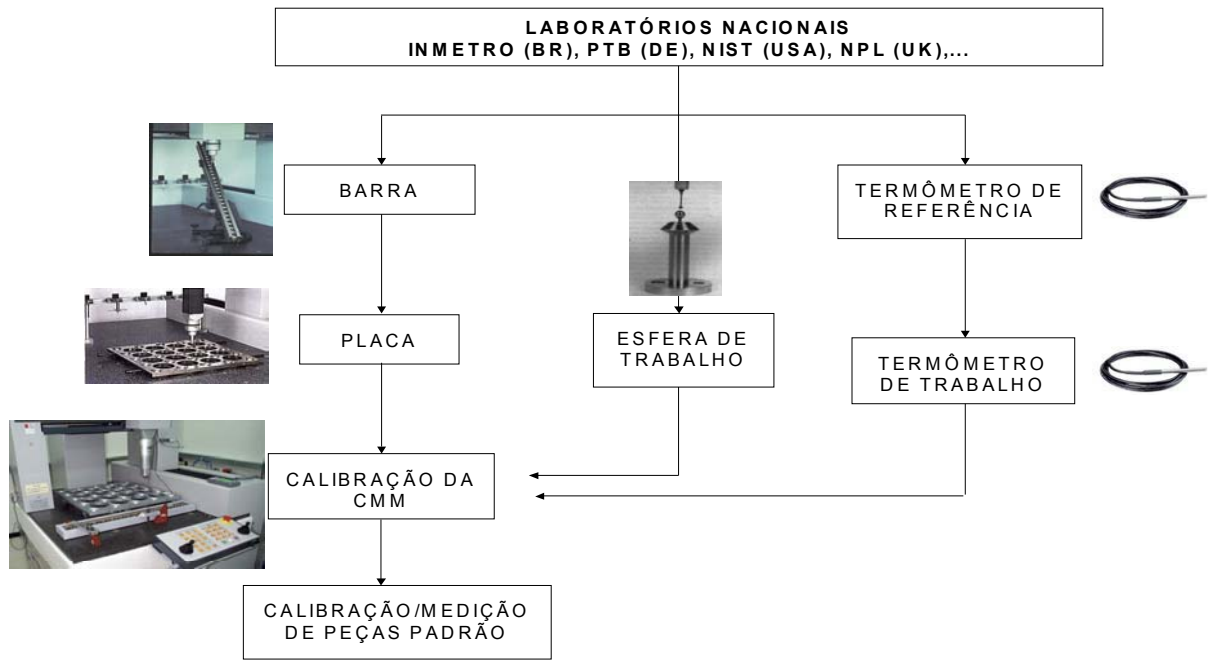 LABORATÓRIOS NACIONAIS
INMETRO (BR), PTB (DE), NIST (USA), NPL (UK),...
BARRA
TERMÔMETRO DE
REFERÊNCIA
PLACA
ESFERA DE
TRABALHO
TERMÔMETRO
DE TRABALHO
CALIBRAÇÃO DA
CMM
CALIBRAÇÃO/MEDIÇÃO
DE PEÇAS PADRÃO